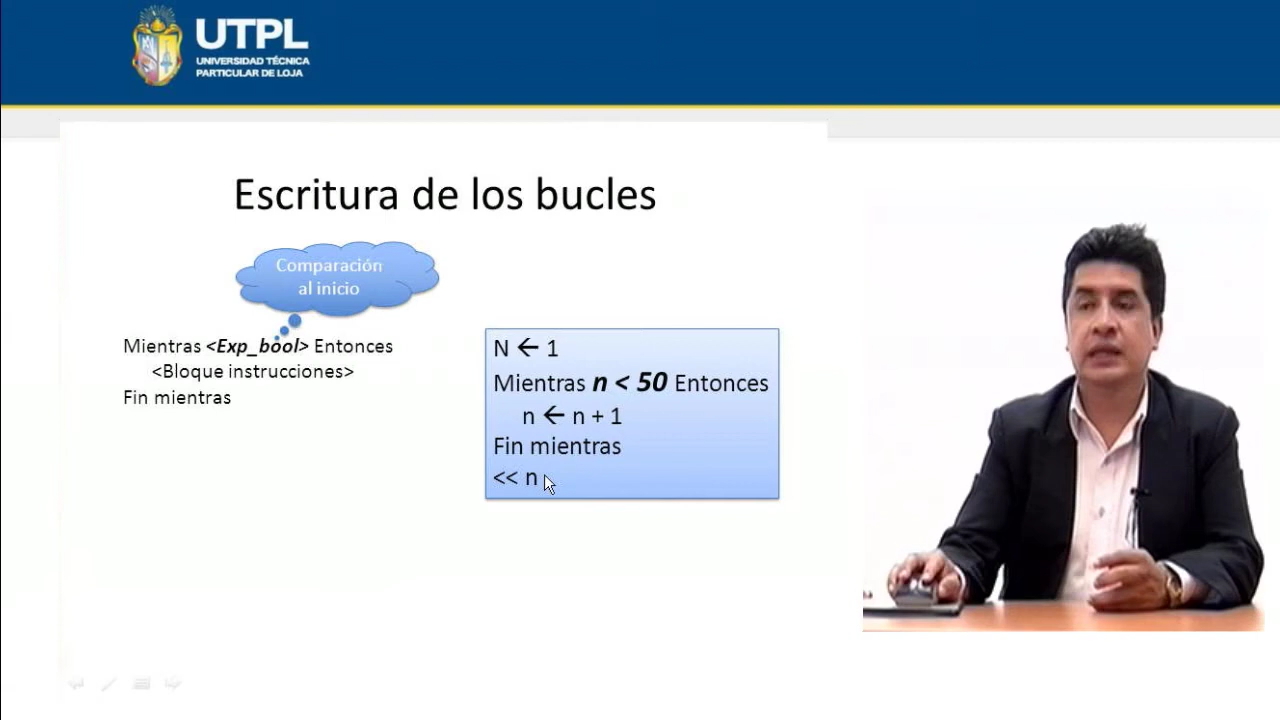 UTPL
UNIVERSIDAD TÉCNICA
PARTICULAR DE LOJA
Escritura de los bucles
Comparación
al inicio
Mientras <Exp_bool> Entonces
<Bloque instrucciones>
Fin mientras
N ← 1
Mientras n < 50 Entonces
n ← n + 1
Fin mientras
<< n